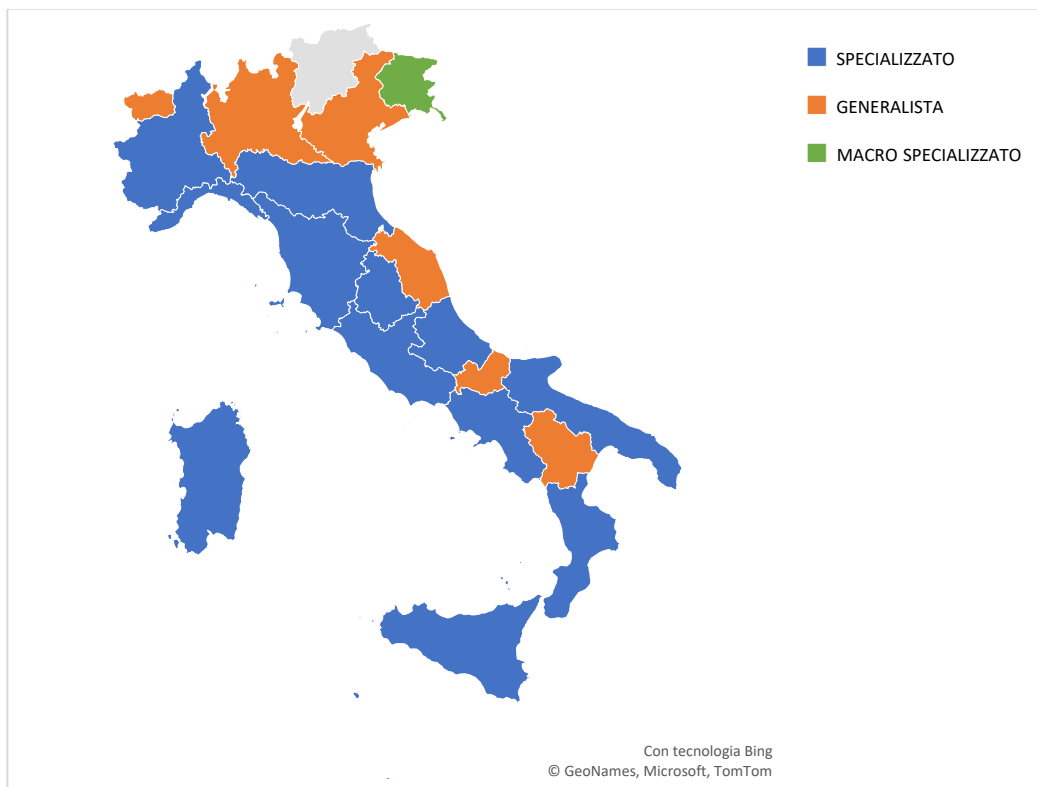 SPECIALIZZATO
GENERALISTA
MACRO SPECIALIZZATO
Con tecnologia Bing
© GeoNames, Microsoft, TomTom